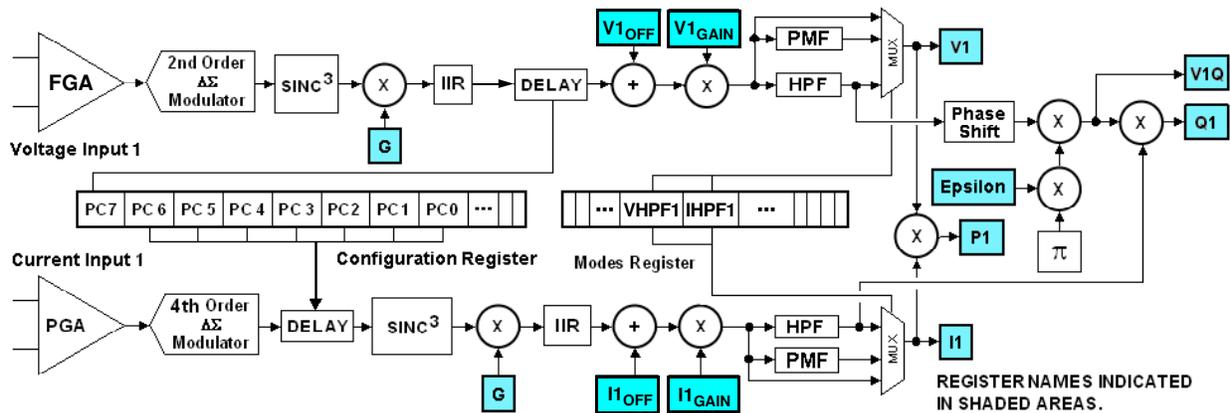 V1OFF
V1GAIN
PMF
MUX
V1
FGA
2nd Order
ΔΣ
Modulator
SINC3
X
IIR
DELAY
+
X
HPF
V1Q
Phase
Shift
X
X
Q1
G
Voltage Input 1
Epsilon
X
PC7 PC 6 PC 5 PC 4 PC 3 PC2 PC1 PC0 ...
... VHPF1 IHPF1 ...
X
P1
π
Configuration Register
Modes Register
Current Input 1
PGA
4th Order
ΔΣ
Modulator
DELAY
SINC3
X
IIR
+
X
HPF
PMF
MUX
I1
G
I1OFF
I1GAIN
REGISTER NAMES INDICATED
IN SHADED AREAS.